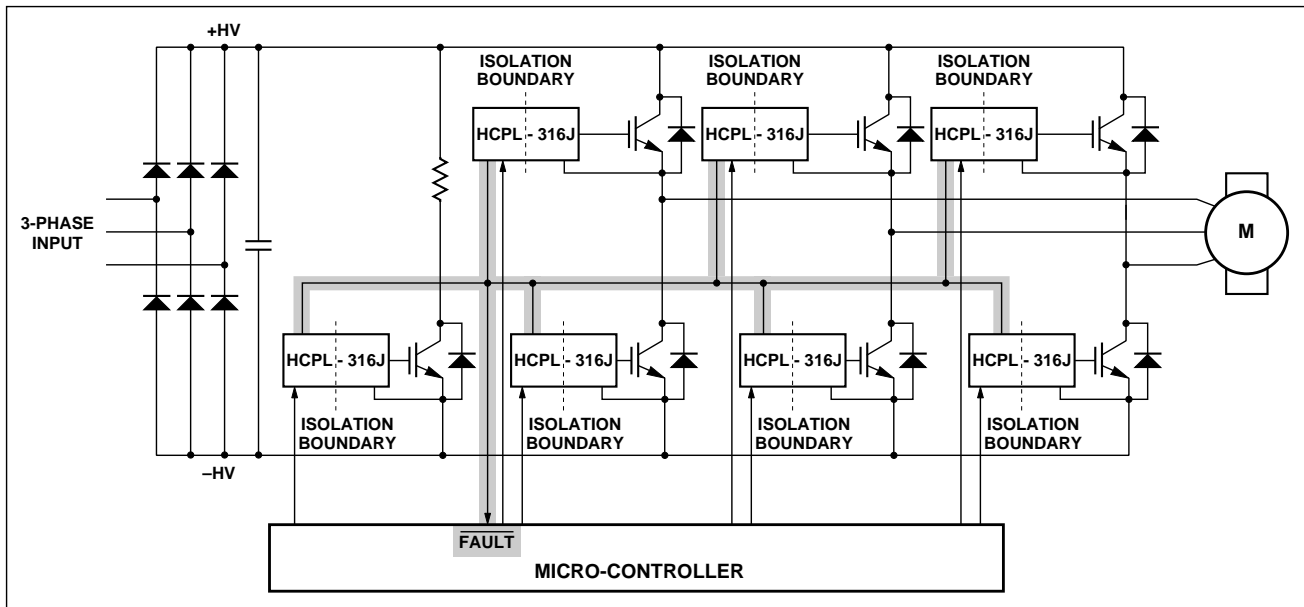 +HV
ISOLATION
BOUNDARY
ISOLATION
BOUNDARY
ISOLATION
BOUNDARY
HCPL - 316J
HCPL - 316J
HCPL - 316J
3-PHASE
INPUT
M
HCPL - 316J
HCPL - 316J
HCPL - 316J
HCPL - 316J
ISOLATION
BOUNDARY
ISOLATION
BOUNDARY
ISOLATION
BOUNDARY
ISOLATION
BOUNDARY
–HV
FAULT
MICRO-CONTROLLER